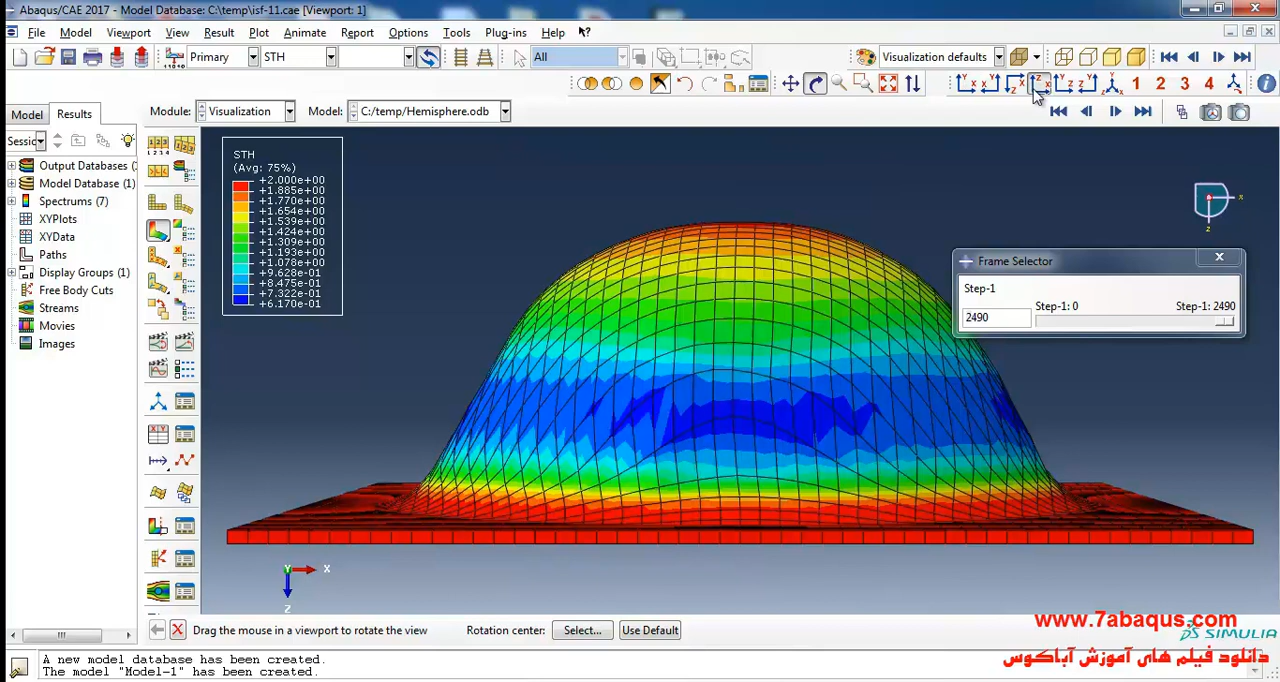 Abaqus/CAE 2017 - Model Database: C:\temp\isf-11.cae [Viewport: 1]
File Model Viewport View Result Plot Animate Report Options Tools Plug-ins Help
Primary STH All Visualization defaults
1 2 3 4
Module: Visualization Model: C:/temp/Hemisphere.odb
Model Results
Sessic
Output Databases (
Model Database (1)
Spectrums (7)
XYPlots
XYData
Paths
Display Groups (1)
Free Body Cuts
Streams
Movies
Images
STH
(Avg: 75%)
+2.000e+00
+1.885e+00
+1.770e+00
+1.654e+00
+1.539e+00
+1.424e+00
+1.309e+00
+1.193e+00
+1.078e+00
+9.628e-01
+8.475e-01
+7.322e-01
+6.170e-01
X
Z
Frame Selector
Step-1
2490 Step-1: 0 Step-1: 2490
Y X
Z
Drag the mouse in a viewport to rotate the view Rotation center: Select... Use Default
www.7abaqus.com
SIMULIA
دانلود فیلم های آموزش آباکوس
A new model database has been created.
The model "Model-1" has been created.